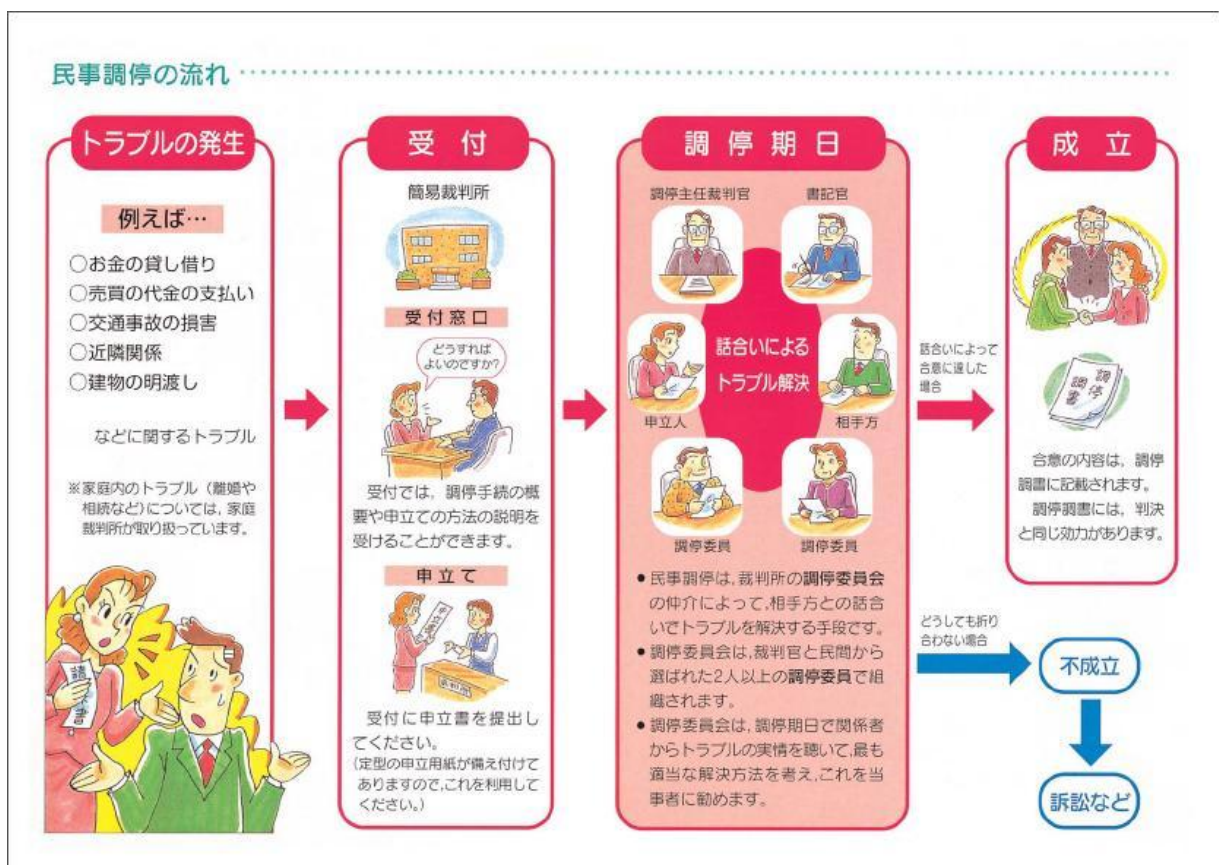 民事調停の流れ
トラブルの発生
例えば…
○お金の貸し借り
○売買の代金の支払い
○交通事故の損害
○近隣関係
○建物の明渡し
などに関するトラブル
※家庭内のトラブル（離婚や
相続など）については，家庭
裁判所が取り扱っています。
受付
簡易裁判所
受付窓口
どうすれば
よいのですか？
受付では，調停手続の概
要や申立ての方法の説明を
受けることができます。
申立て
申立書
裁判所
受付に申立書を提出し
てください。
（定型の申立用紙が備え付けて
ありますので，これを利用して
ください。）
調停期日
調停主任裁判官
書記官
話合いによる
トラブル解決
申立人
相手方
調停委員
調停委員
● 民事調停は，裁判所の調停委員会
の仲介によって，相手方との話合
いでトラブルを解決する手段です。
● 調停委員会は，裁判官と民間から
選ばれた2人以上の調停委員で組
織されます。
● 調停委員会は，調停期日で関係者
からトラブルの実情を聴いて，最も
適当な解決方法を考え，これを当
事者に勧めます。
話合いによって
合意に達した
場合
成立
調停
調書
合意の内容は，調停
調書に記載されます。
調停調書には，判決
と同じ効力があります。
どうしても折り
合わない場合
不成立
訴訟など